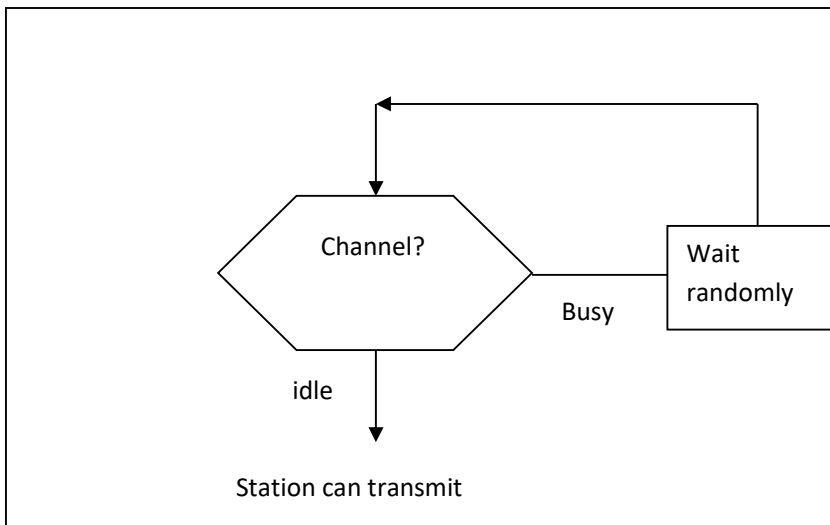 Channel?
Wait
randomly
Busy
idle
Station can transmit